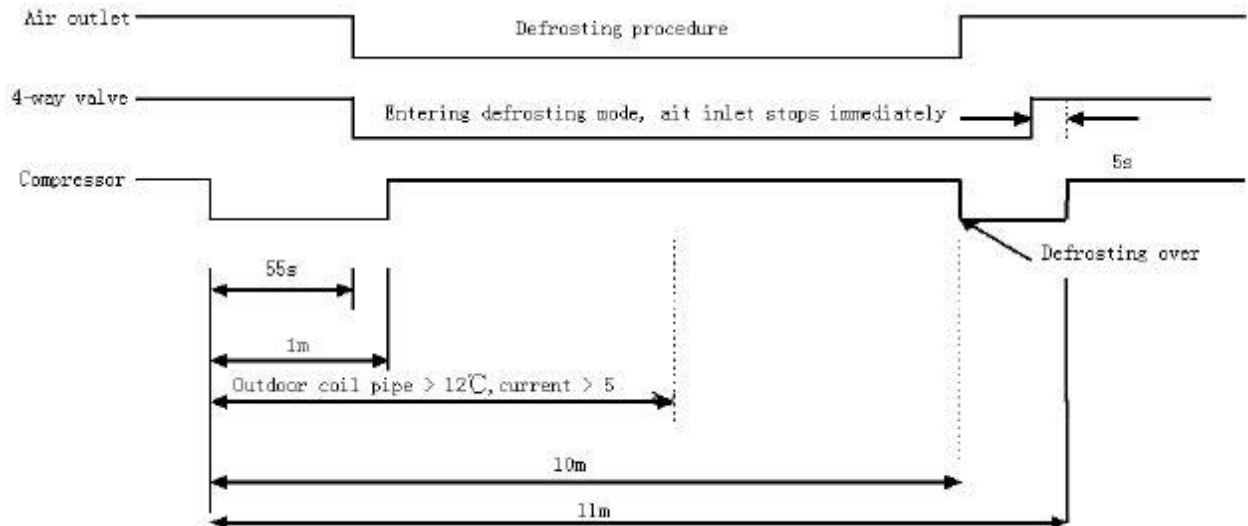 Air outlet
Defrosting procedure
4-way valve
Entering defrosting mode, ait inlet stops immediately
Compressor
5s
Defrosting over
55s
1m
Outdoor coil pipe > 12℃, current > 5
10m
11m